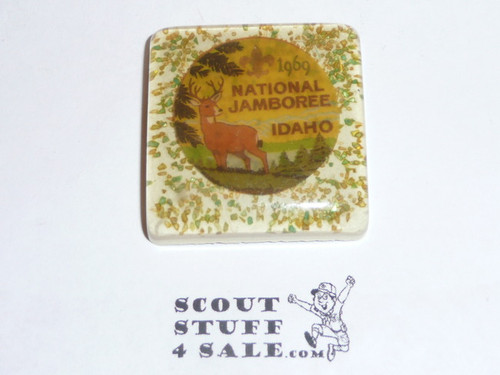 1969
NATIONAL
JAMBOREE
IDAHO
SCOUT
STUFF
4 SALE.COM